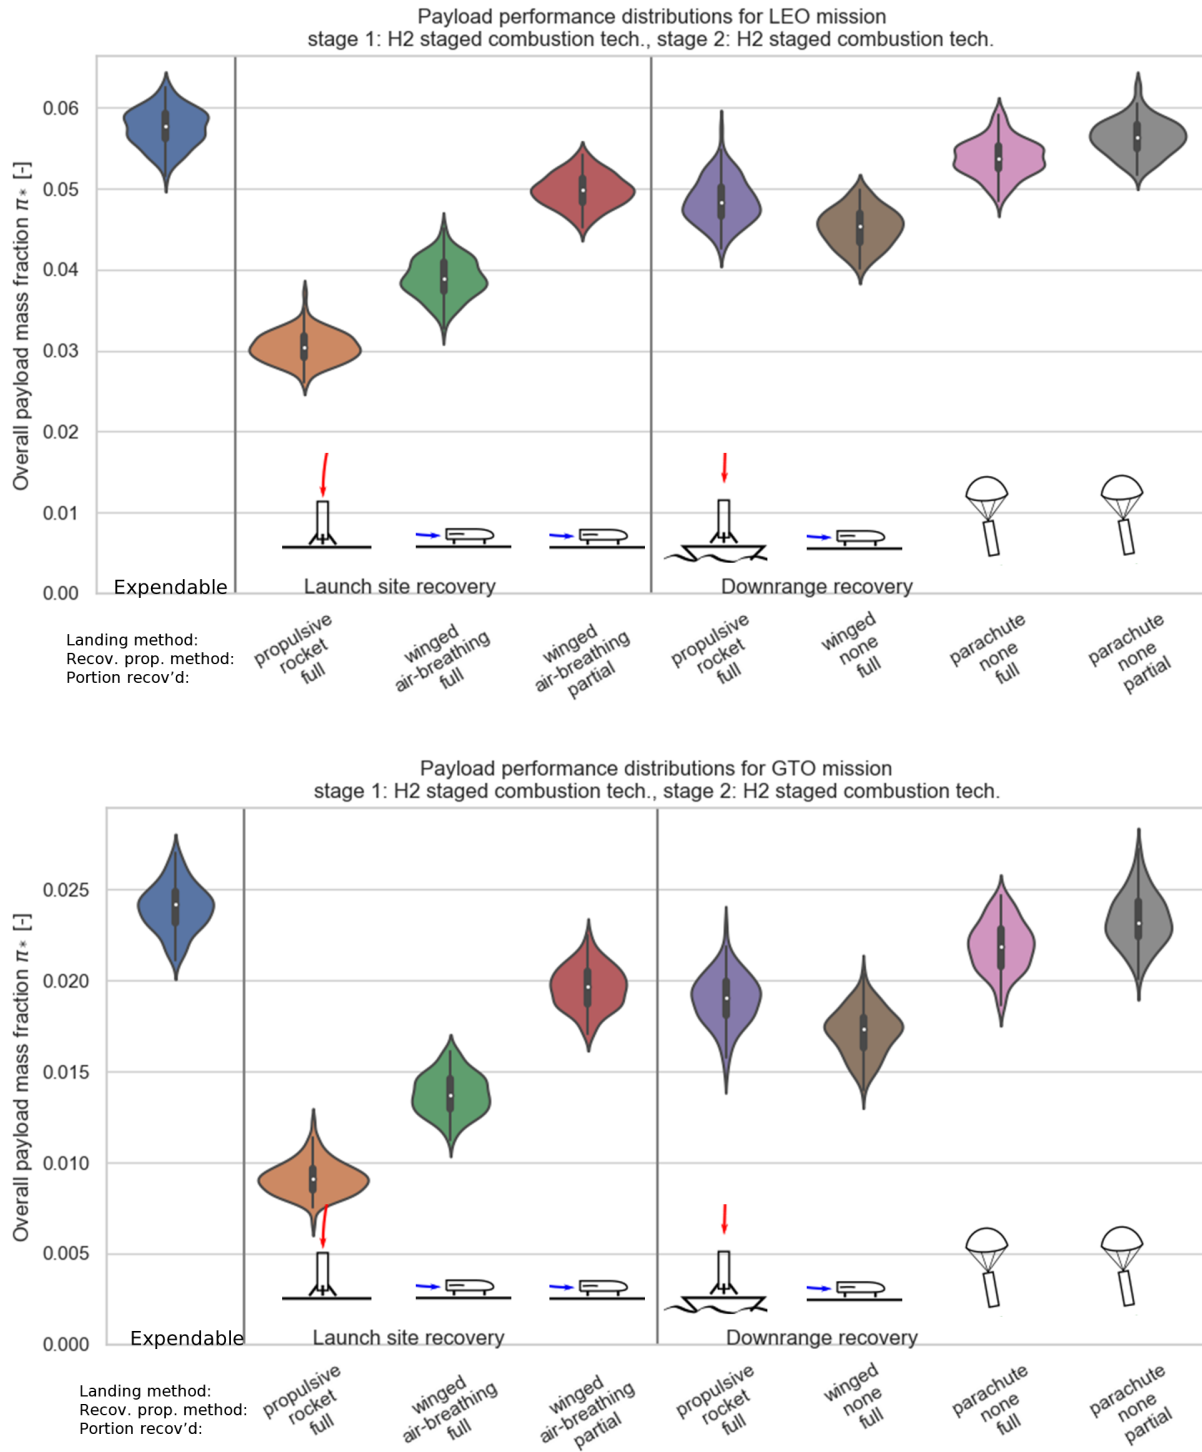 Payload performance distributions for LEO mission
stage 1: H2 staged combustion tech., stage 2: H2 staged combustion tech.
Overall payload mass fraction π* [-]
0.06
0.05
0.04
0.03
0.02
0.01
0.00
Expendable
Launch site recovery
Downrange recovery
Landing method:
Recov. prop. method:
Portion recov’d:
propulsive
rocket
full
winged
air-breathing
full
winged
air-breathing
partial
propulsive
rocket
full
winged
none
full
parachute
none
full
parachute
none
partial
Payload performance distributions for GTO mission
stage 1: H2 staged combustion tech., stage 2: H2 staged combustion tech.
Overall payload mass fraction π* [-]
0.025
0.020
0.015
0.010
0.005
0.000
Expendable
Launch site recovery
Downrange recovery
Landing method:
Recov. prop. method:
Portion recov’d:
propulsive
rocket
full
winged
air-breathing
full
winged
air-breathing
partial
propulsive
rocket
full
winged
none
full
parachute
none
full
parachute
none
partial